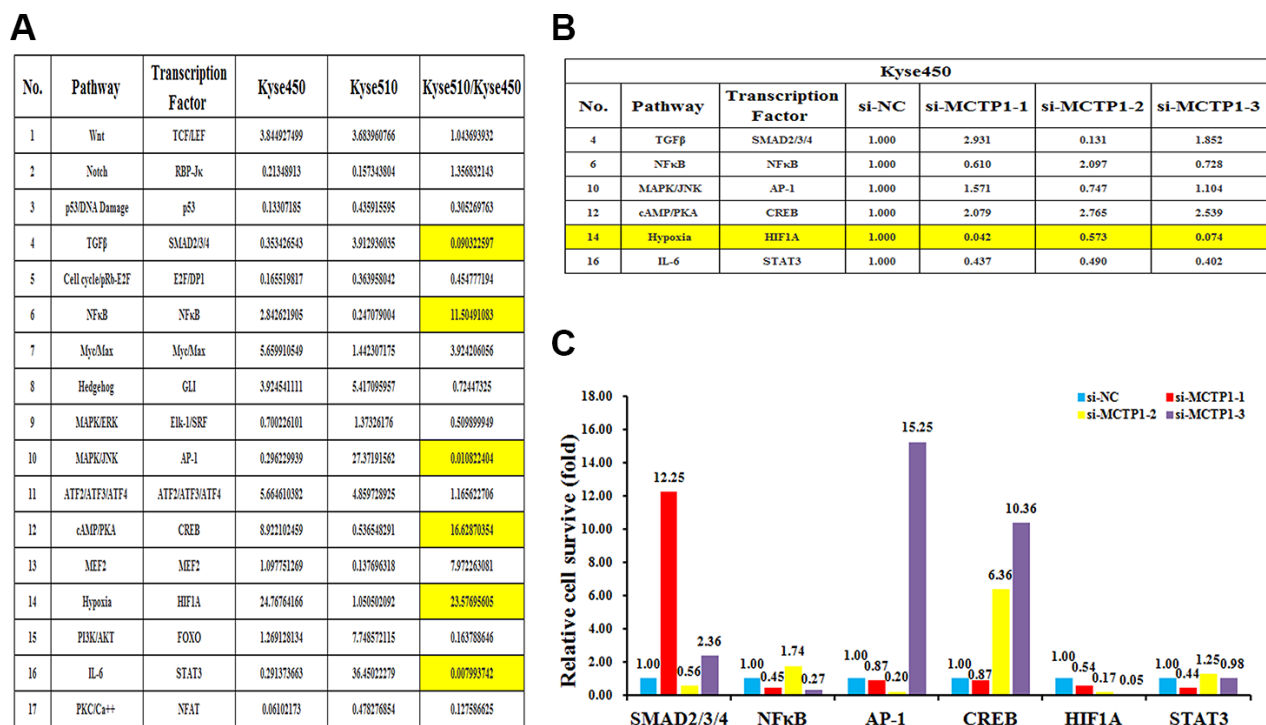 A
No. Pathway Transcription Factor Kyse450 Kyse510 Kyse510/Kyse450
1 Wnt TCF/LEF 3.844927499 3.683960766 1.043693932
2 Notch RBP-Jκ 0.21348913 0.157343804 1.356832143
3 p53/DNA Damage p53 0.13307185 0.435915595 0.305269763
4 TGFβ SMAD2/3/4 0.353426543 3.912936035 0.090322597
5 Cell cycle/pRb-E2F E2F/DP1 0.165519817 0.363958042 0.454777194
6 NFκB NFκB 2.842621905 0.247079004 11.50491083
7 Myc/Max Myc/Max 5.659910549 1.442307175 3.924206056
8 Hedgehog GLI 3.924541111 5.417095957 0.72447325
9 MAPK/ERK Elk-1/SRF 0.700226101 1.37326176 0.509899949
10 MAPK/JNK AP-1 0.296229939 27.37191562 0.010822404
11 ATF2/ATF3/ATF4 ATF2/ATF3/ATF4 5.664610382 4.859728925 1.165622706
12 cAMP/PKA CREB 8.922102459 0.536548291 16.62870354
13 MEF2 MEF2 1.097751269 0.137696318 7.972263081
14 Hypoxia HIF1A 24.76764166 1.050502092 23.57695605
15 PI3K/AKT FOXO 1.269128134 7.748572115 0.163788646
16 IL-6 STAT3 0.291373663 36.45022279 0.007993742
17 PKC/Ca++ NFAT 0.06102173 0.478276854 0.127586625
B
Kyse450
No. Pathway Transcription Factor si-NC si-MCTP1-1 si-MCTP1-2 si-MCTP1-3
4 TGFβ SMAD2/3/4 1.000 2.931 0.131 1.852
6 NFκB NFκB 1.000 0.610 2.097 0.728
10 MAPK/JNK AP-1 1.000 1.571 0.747 1.104
12 cAMP/PKA CREB 1.000 2.079 2.765 2.539
14 Hypoxia HIF1A 1.000 0.042 0.573 0.074
16 IL-6 STAT3 1.000 0.437 0.490 0.402
C
Relative cell survive (fold)
18.00
16.00
14.00
12.00
10.00
8.00
6.00
4.00
2.00
0.00
si-NC si-MCTP1-1
si-MCTP1-2 si-MCTP1-3
1.00 12.25 0.56 2.36
1.00 0.45 1.74 0.27
1.00 0.87 0.20 15.25
1.00 0.87 6.36 10.36
1.00 0.54 0.17 0.05
1.00 0.44 1.25 0.98
SMAD2/3/4 NFκB AP-1 CREB HIF1A STAT3